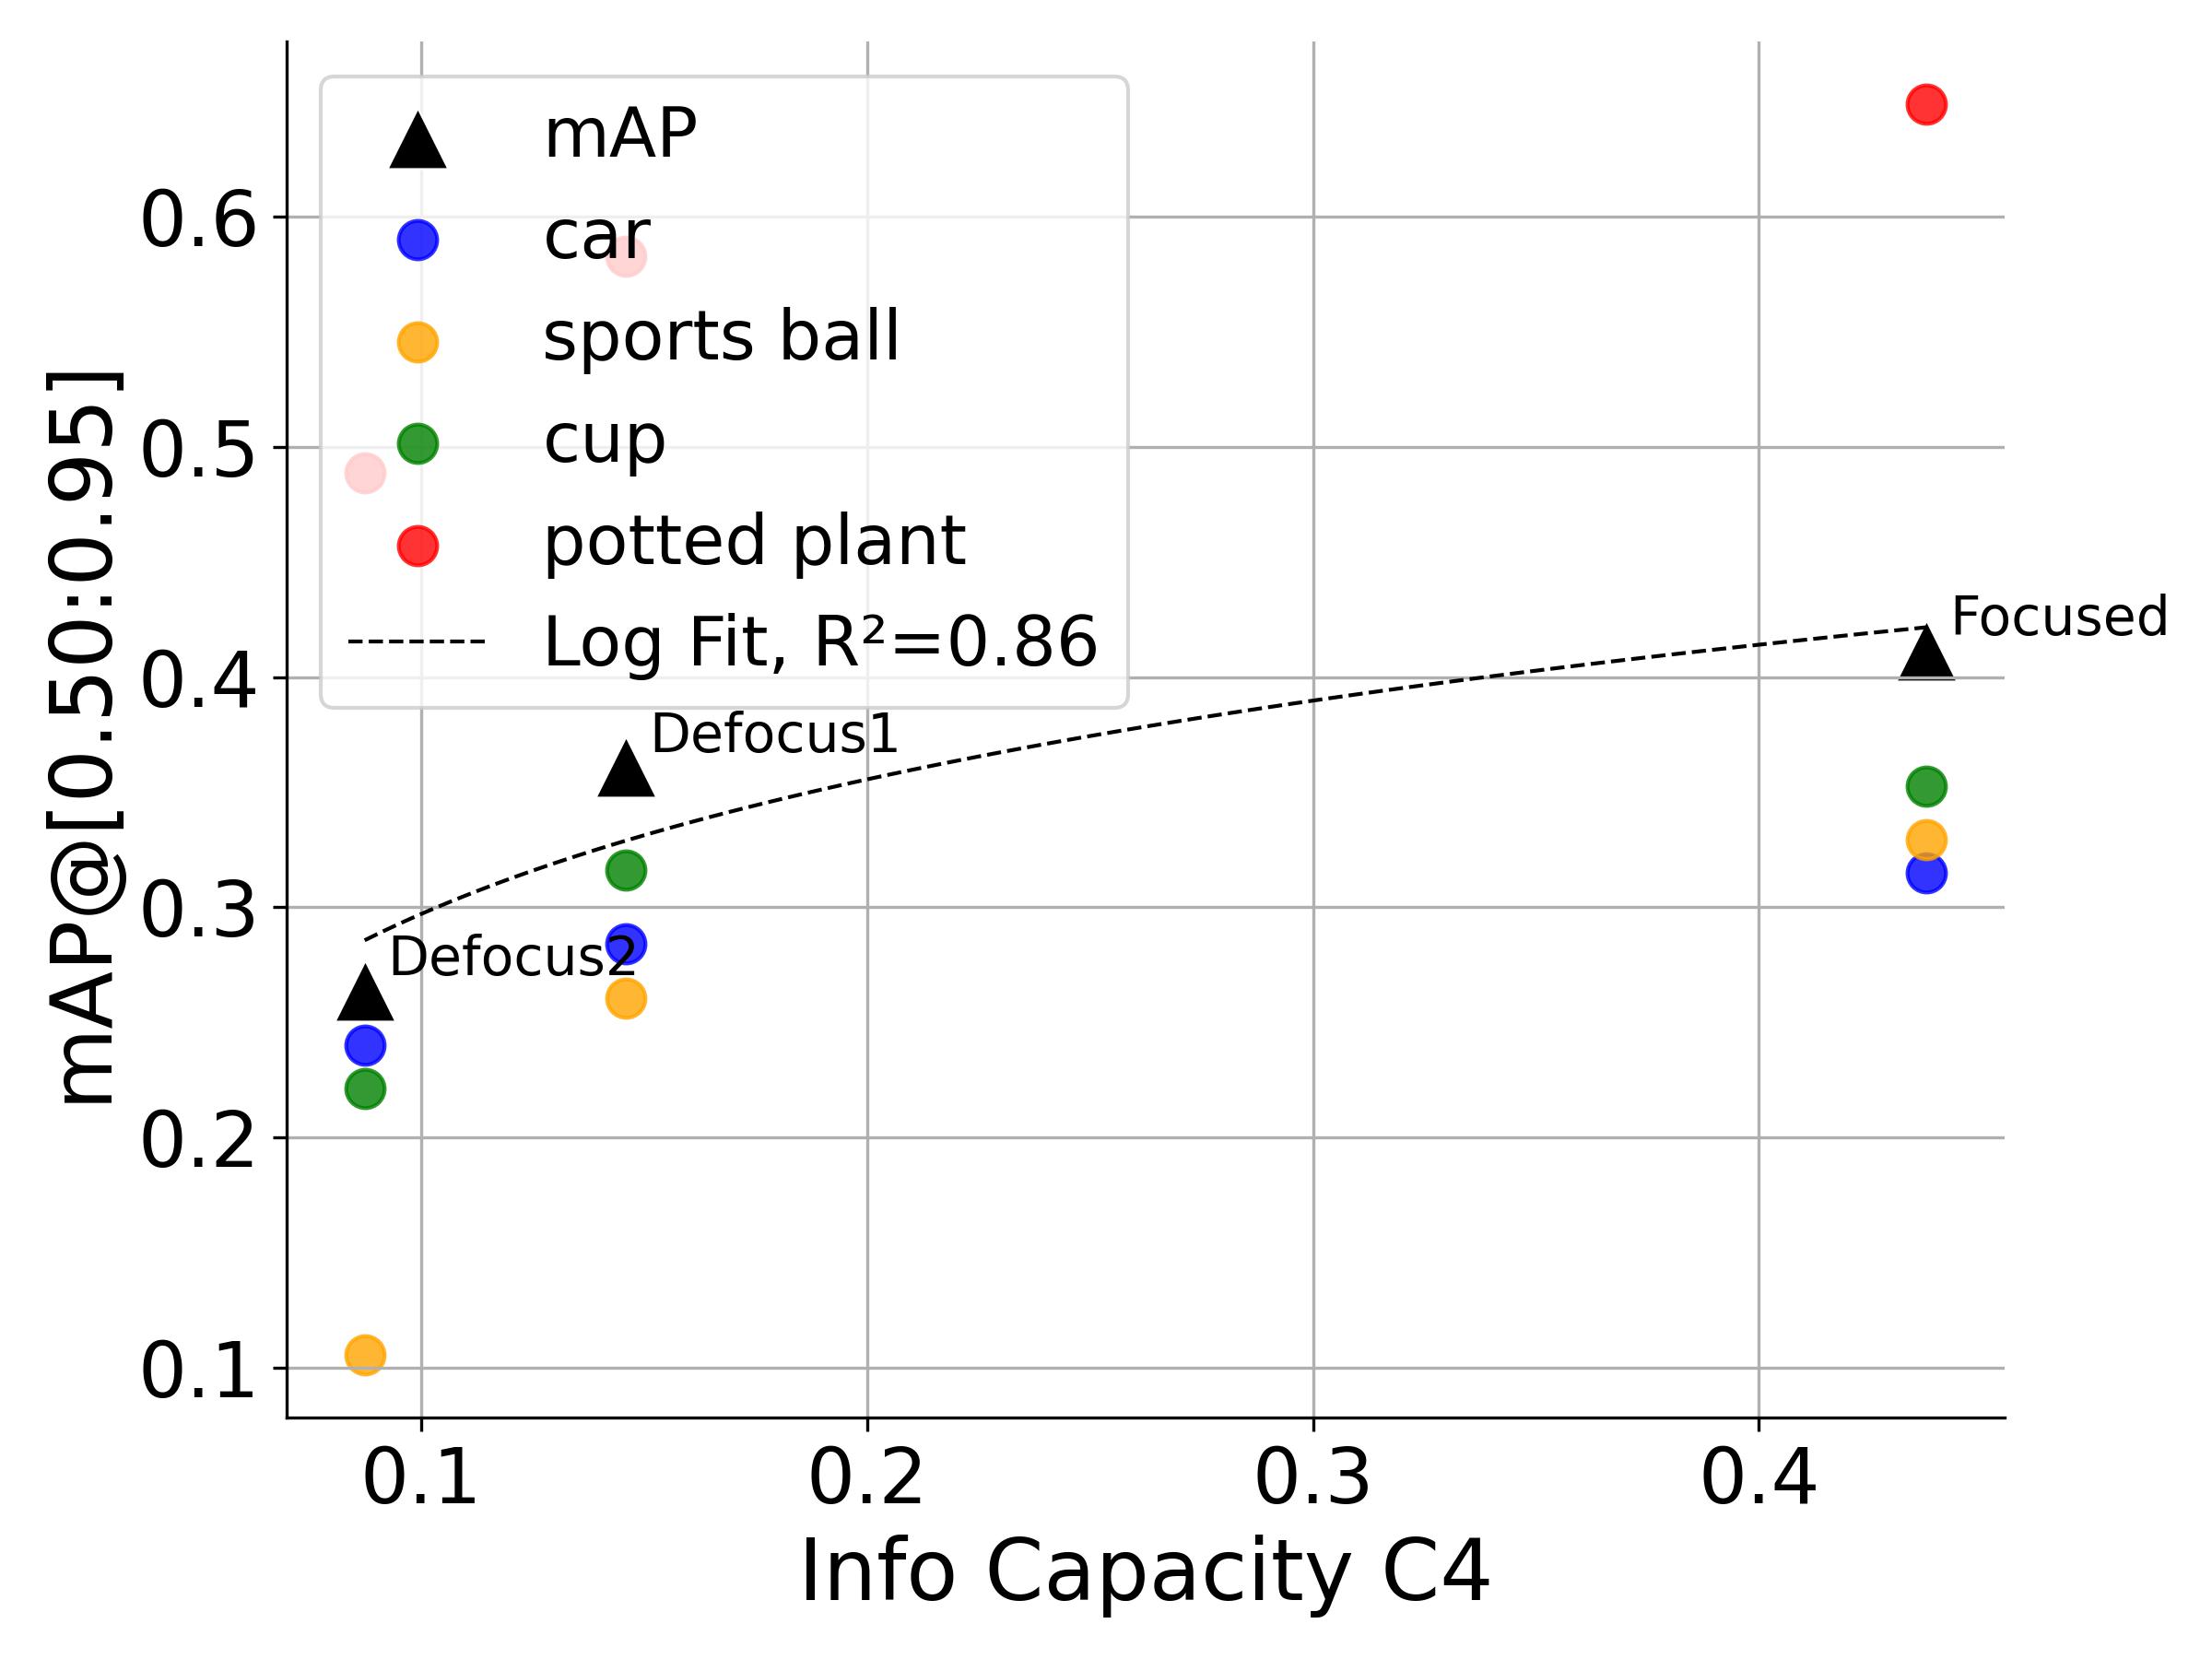 mAP
car
sports ball
cup
potted plant
Log Fit, R²=0.86
Focused
Defocus1
Defocus2
mAP@[0.50:0.95]
0.6
0.5
0.4
0.3
0.2
0.1
0.1 0.2 0.3 0.4
Info Capacity C4